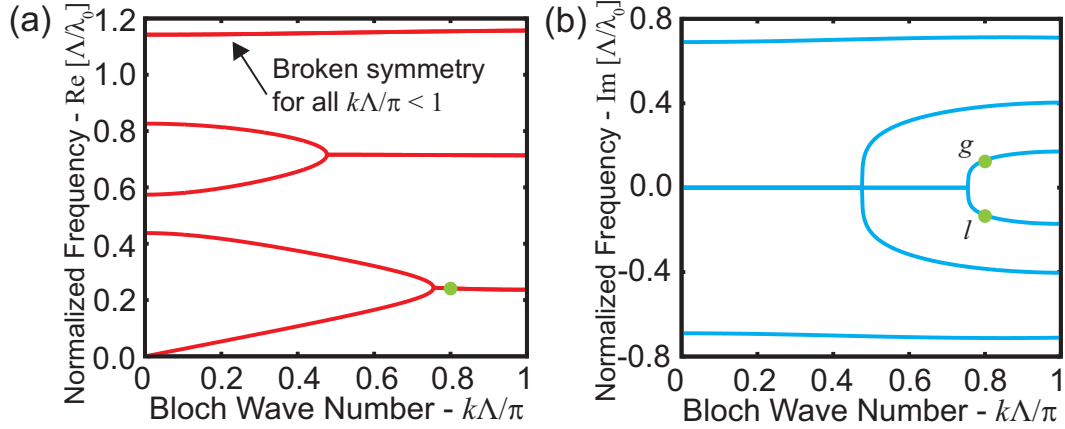 (a)
Normalized Frequency - Re [Λ/λ₀]
1.2
1.0
0.8
0.6
0.4
0.2
0.0
Broken symmetry
for all kΛ/π < 1
0 0.2 0.4 0.6 0.8 1
Bloch Wave Number - kΛ/π
(b)
Normalized Frequency - Im [Λ/λ₀]
0.8
0.4
0.0
-0.4
-0.8
g
l
0 0.2 0.4 0.6 0.8 1
Bloch Wave Number - kΛ/π